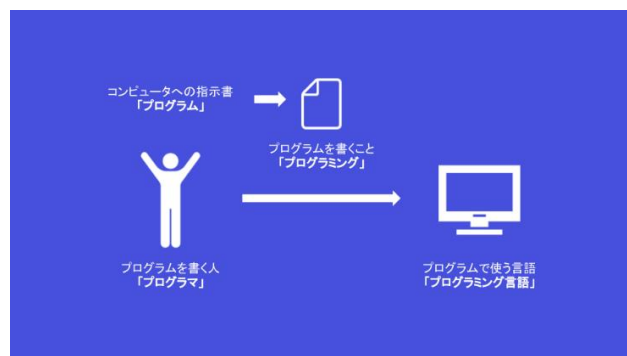 コンピュータへの指示書
「プログラム」
プログラムを書くこと
「プログラミング」
プログラムを書く人
「プログラマ」
プログラムで使う言語
「プログラミング言語」